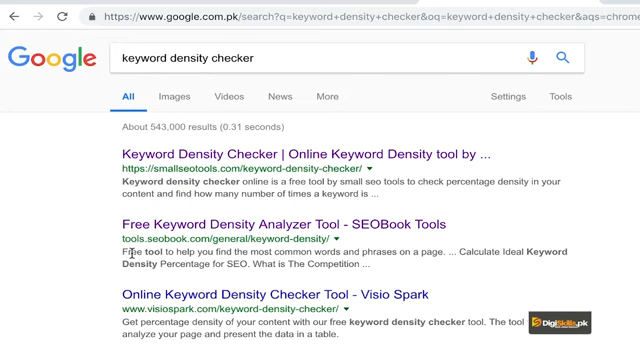 https://www.google.com.pk/search?q=keyword+density+checker&oq=keyword+density+checker&aqs=chrome
Google
keyword density checker
All Images Videos News More Settings Tools
About 543,000 results (0.31 seconds)
Keyword Density Checker | Online Keyword Density tool by ...
https://smallseotools.com/keyword-density-checker/
Keyword density checker online is a free tool by small seo tools to check percentage density in your
content and find how many number of times a keyword is ...
Free Keyword Density Analyzer Tool - SEOBook Tools
tools.seobook.com/general/keyword-density/
Free tool to help you find the most common words and phrases on a page. ... Calculate Ideal Keyword
Density Percentage for SEO. What is The Competition ...
Online Keyword Density Checker Tool - Visio Spark
www.visiospark.com/keyword-density-checker/
Get percentage density of your content with our free keyword density checker tool. The tool
analyze your page and present the data in a table.
DigiSkills.pk